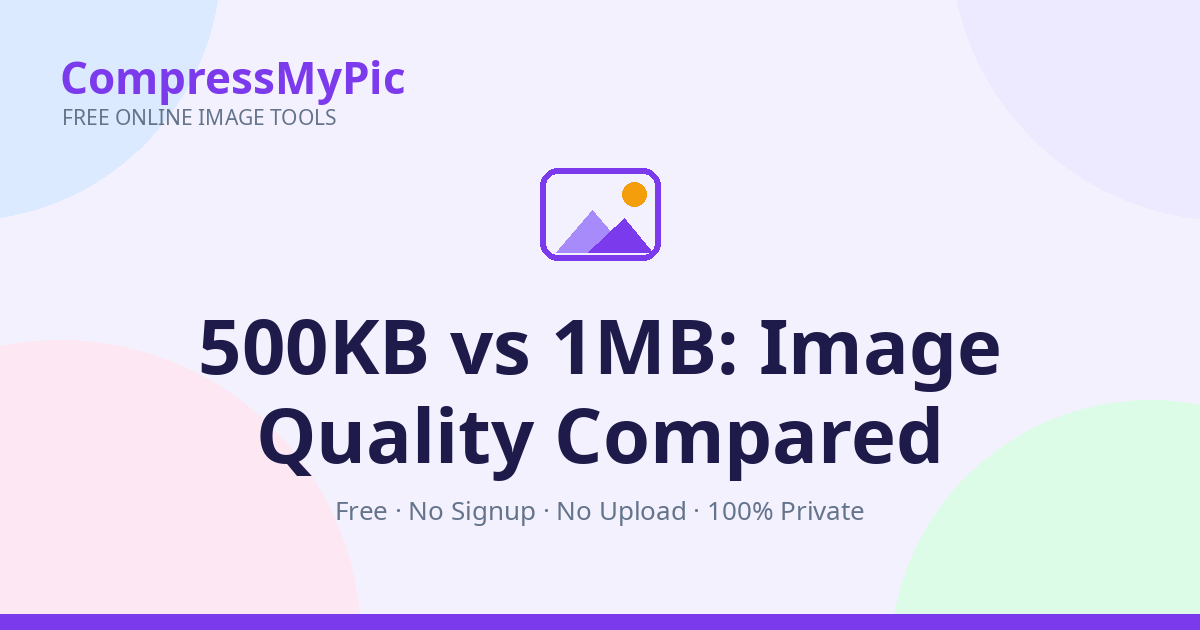 CompressMyPic
FREE ONLINE IMAGE TOOLS
500KB vs 1MB: Image
Quality Compared
Free · No Signup · No Upload · 100% Private